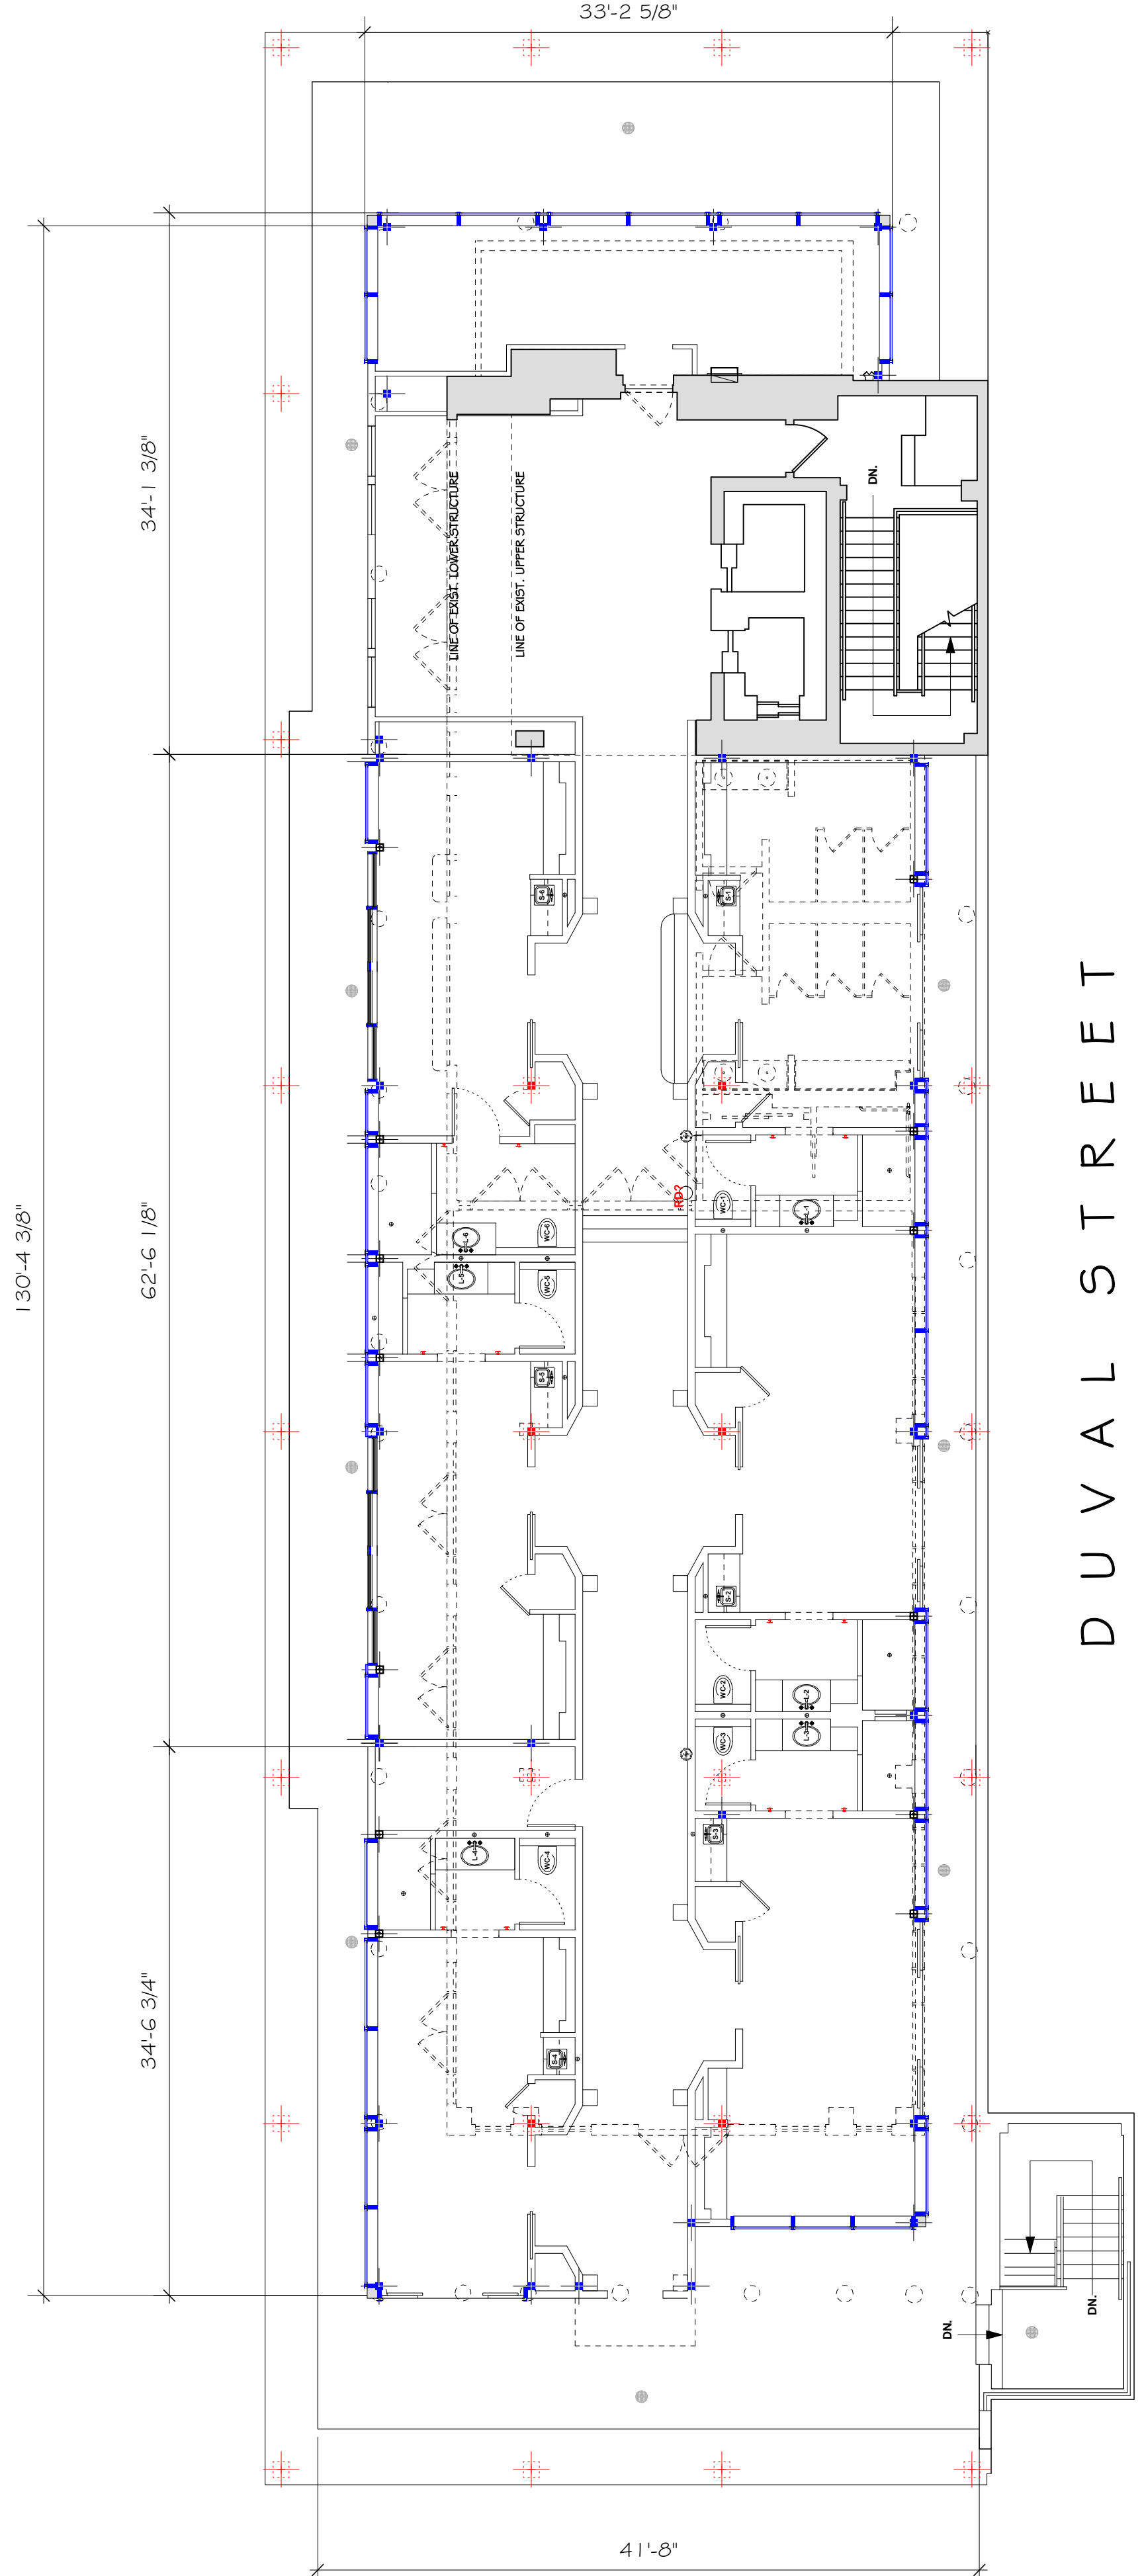 33'-2 5/8"
34'-1 3/8"
LINE OF EXIST. LOWER STRUCTURE
LINE OF EXIST. UPPER STRUCTURE
DN.
S-6
S-1
130'-4 3/8"
62'-6 1/8"
RD?
WC-1
L-1
WC-6
L-6
WC-5
L-5
S-5
DUVAL STREET
S-2
WC-2
L-2
WC-3
L-3
S-3
L-4
WC-4
34'-6 3/4"
S-4
DN.
DN.
41'-8"